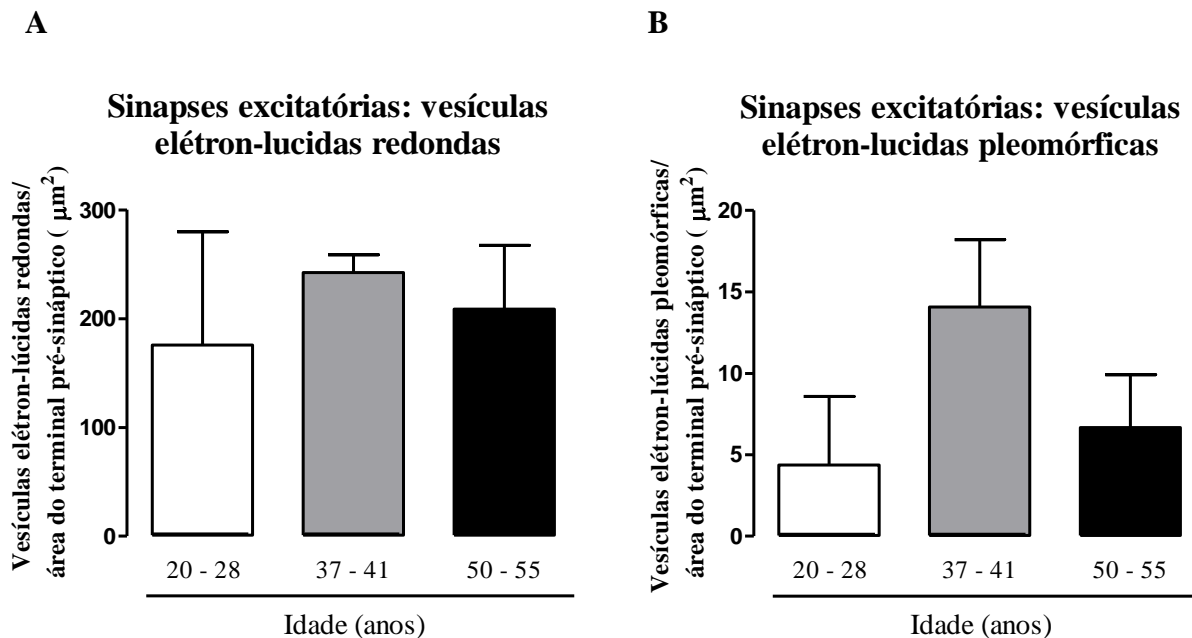 A
Sinapses excitatórias: vesículas
elétron-lucidas redondas
Vesículas elétron-lúcidas redondas/
área do terminal pré-sináptico ( μm²)
300
200
100
0
20 - 28 37 - 41 50 - 55
Idade (anos)
B
Sinapses excitatórias: vesículas
elétron-lucidas pleomórficas
Vesículas elétron-lúcidas pleomórficas/
área do terminal pré-sináptico ( μm²)
20
15
10
5
0
20 - 28 37 - 41 50 - 55
Idade (anos)